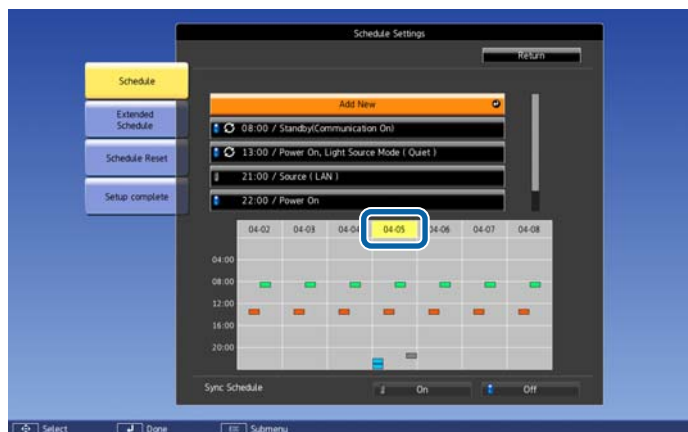 Schedule Settings
Return
Schedule
Extended
Schedule
Schedule Reset
Setup complete
Add New
08:00 / Standby(Communication On)
13:00 / Power On, Light Source Mode ( Quiet )
21:00 / Source ( LAN )
22:00 / Power On
04-02 04-03 04-04 04-05 04-06 04-07 04-08
04:00
08:00
12:00
16:00
20:00
Sync Schedule On Off
Select Done Esc Submenu